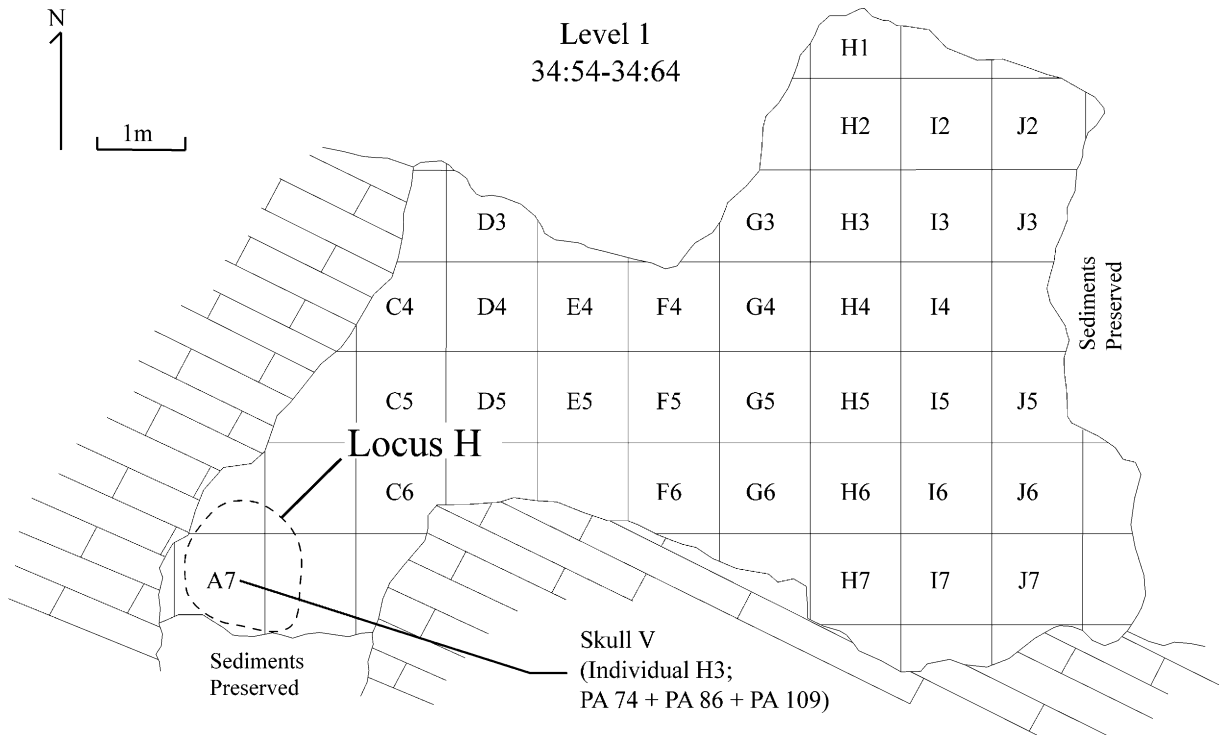 N
Level 1
34:54-34:64
1m
H1
H2 I2 J2
D3 G3 H3 I3 J3
C4 D4 E4 F4 G4 H4 I4
Sediments
Preserved
C5 D5 E5 F5 G5 H5 I5 J5
Locus H
C6 F6 G6 H6 I6 J6
A7 H7 I7 J7
Sediments
Preserved
Skull V
(Individual H3;
PA 74 + PA 86 + PA 109)